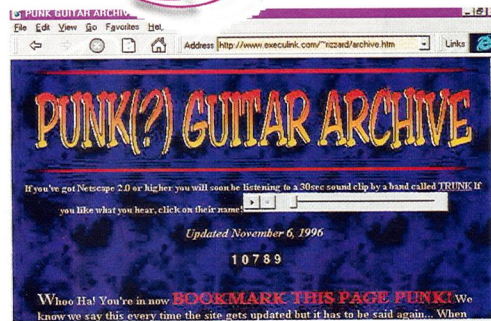 PUNK GUITAR ARCHIVE
File Edit View Go Favorites Help
Address http://www.execulink.com/~rizzard/archive.htm Links
PUNK(?) GUITAR ARCHIVE
If you've got Netscape 2.0 or higher you will soon be listening to a 30sec sound clip by a band called TRUNK If
you like what you hear, click on their name!
Updated November 6, 1996
10789
Whoo Ha! You're in now BOOKMARK THIS PAGE PUNK! We
know we say this every time the site gets updated but it has to be said again... When